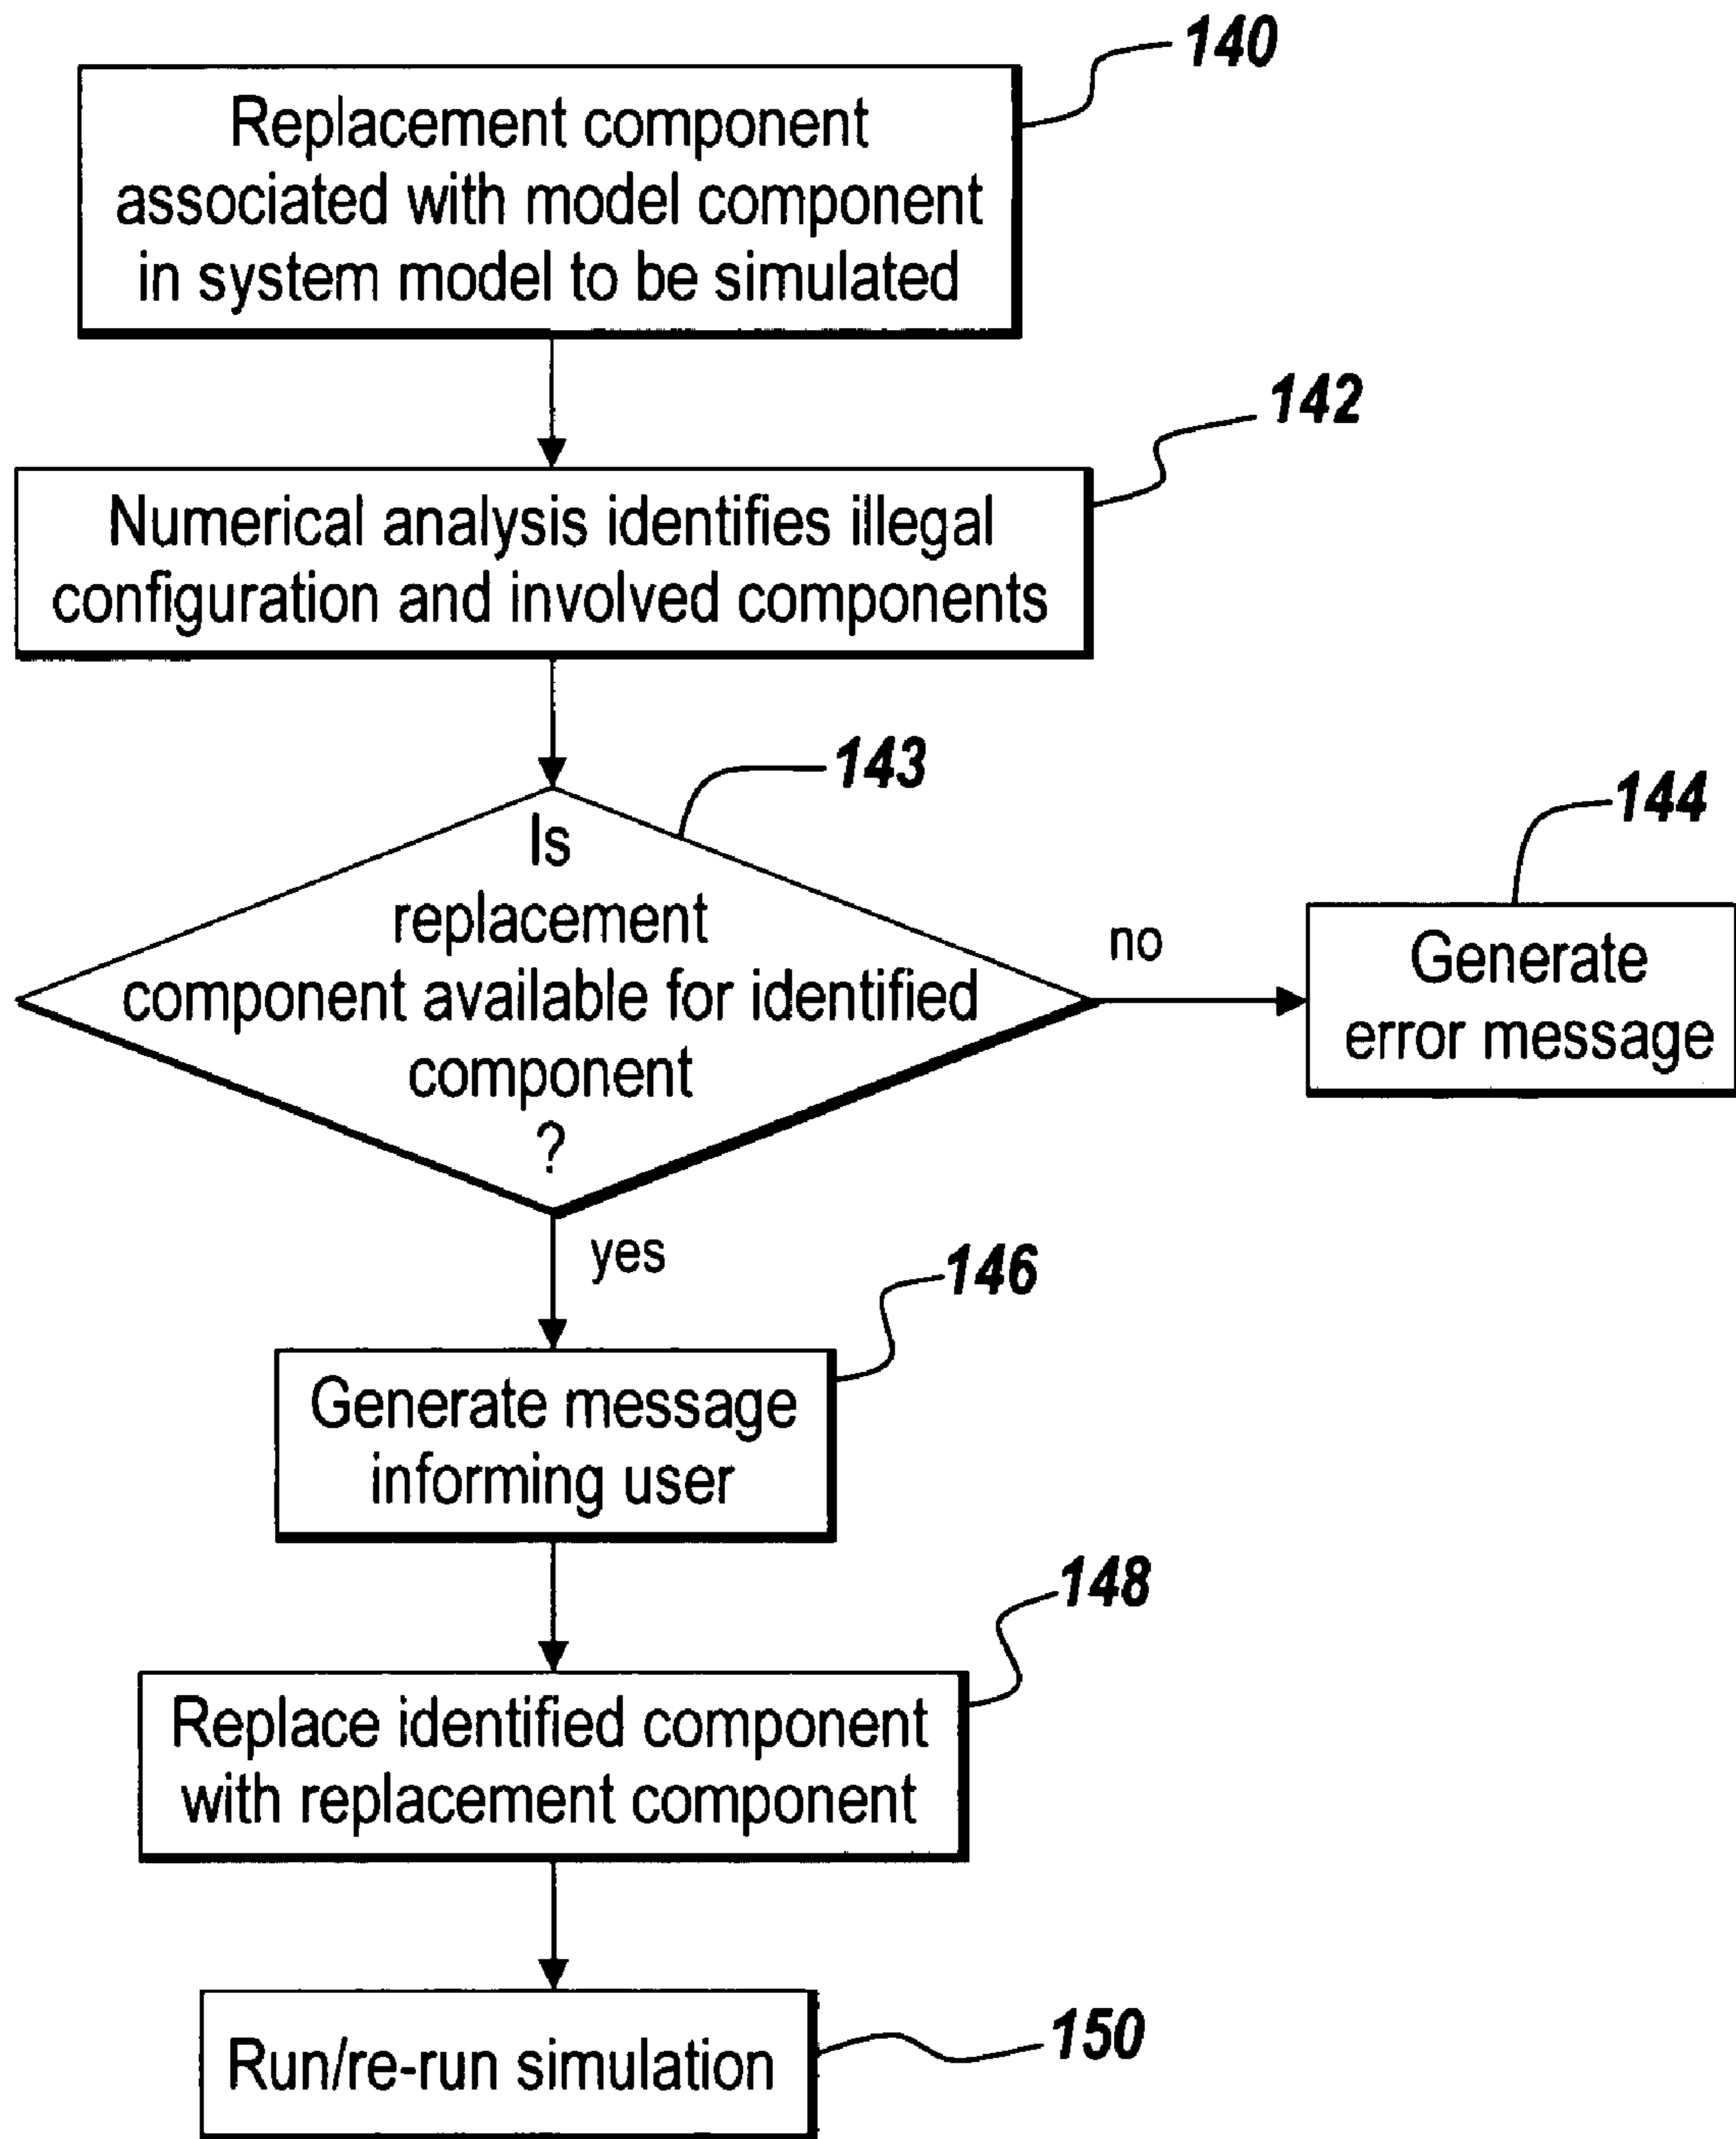 140
Replacement component
associated with model component
in system model to be simulated
142
Numerical analysis identifies illegal
configuration and involved components
143
Is
replacement
component available for identified
component
?
no
144
Generate
error message
yes
146
Generate message
informing user
148
Replace identified component
with replacement component
150
Run/re-run simulation